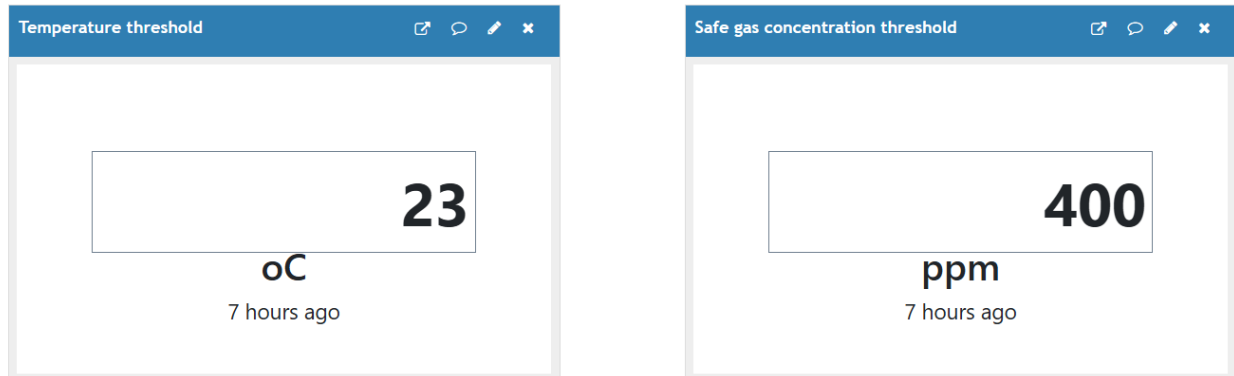 Temperature threshold
23
oC
7 hours ago
Safe gas concentration threshold
400
ppm
7 hours ago